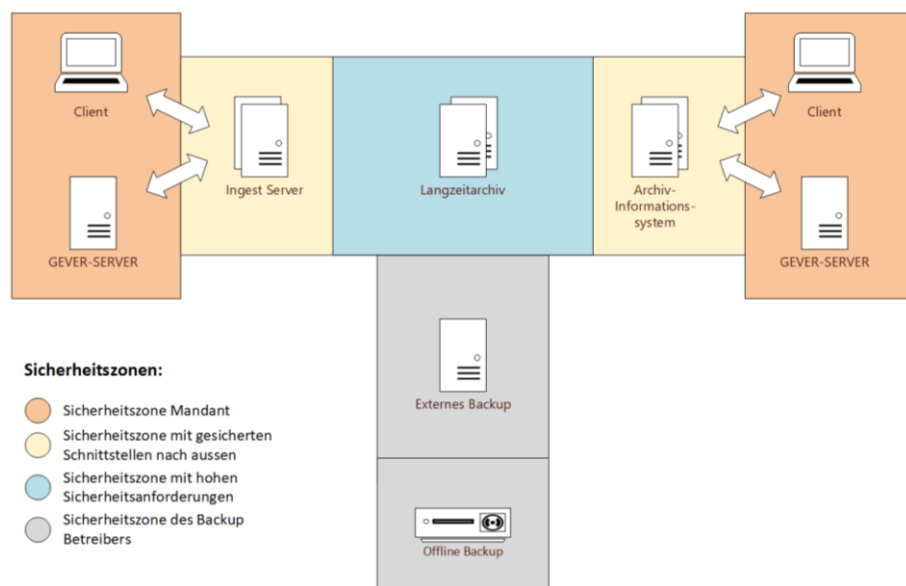 Client
GEVER-SERVER
Ingest Server
Langzeitarchiv
Archiv-
Informations-
system
Client
GEVER-SERVER
Externes Backup
Offline Backup
Sicherheitszonen:
Sicherheitszone Mandant
Sicherheitszone mit gesicherten
Schnittstellen nach aussen
Sicherheitszone mit hohen
Sicherheitsanforderungen
Sicherheitszone des Backup
Betreibers